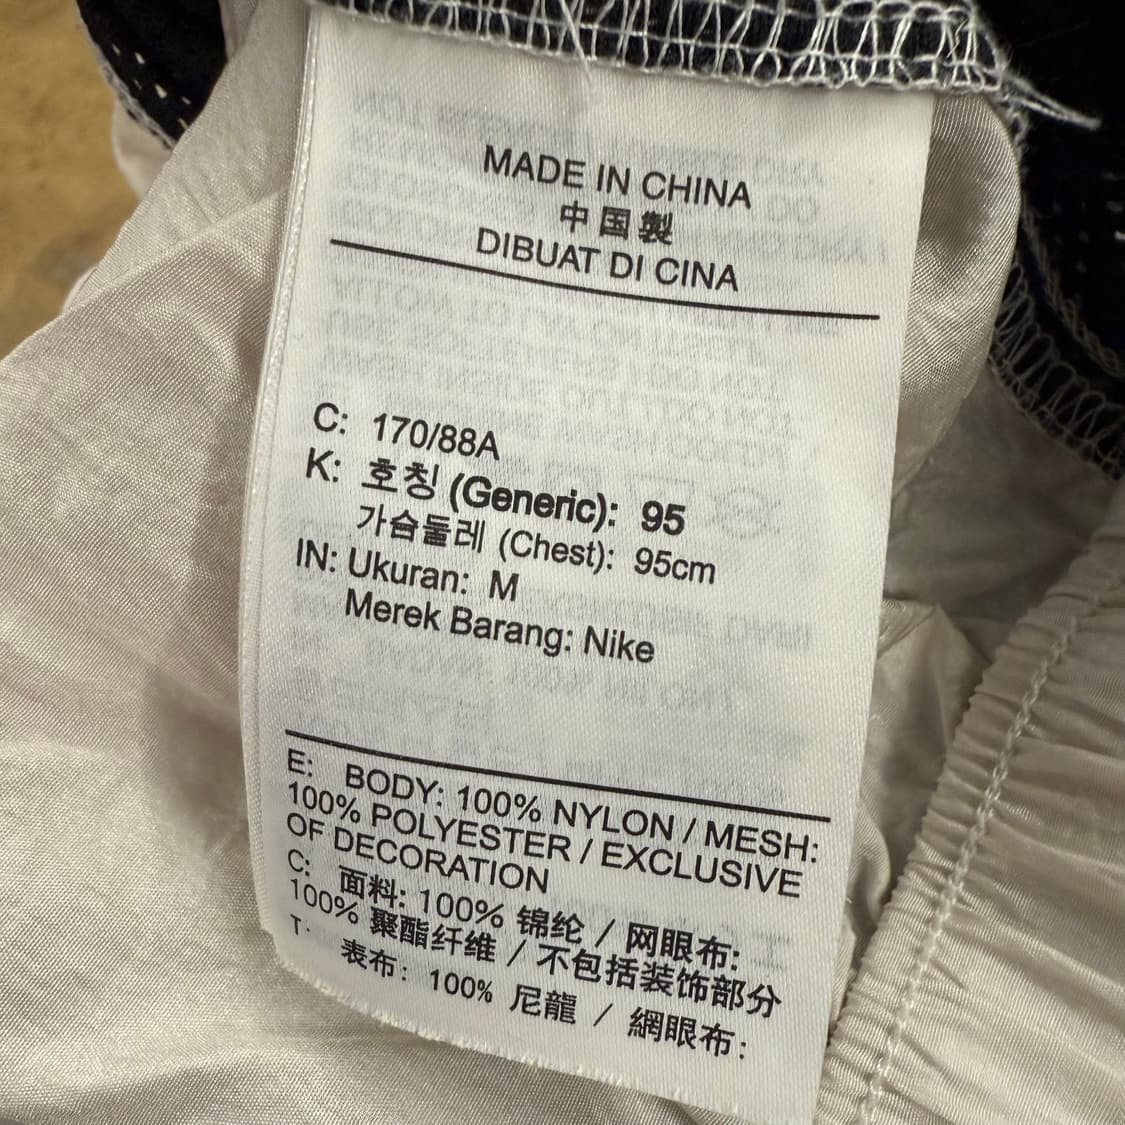 MADE IN CHINA
中国製
DIBUAT DI CINA
C: 170/88A
K: 호칭 (Generic): 95
가슴둘레 (Chest): 95cm
IN: Ukuran: M
Merek Barang: Nike
E: BODY: 100% NYLON / MESH:
100% POLYESTER / EXCLUSIVE
OF DECORATION
C: 面料: 100% 锦纶 / 网眼布:
100% 聚酯纤维 / 不包括装饰部分
T: 表布: 100% 尼龍 / 網眼布: